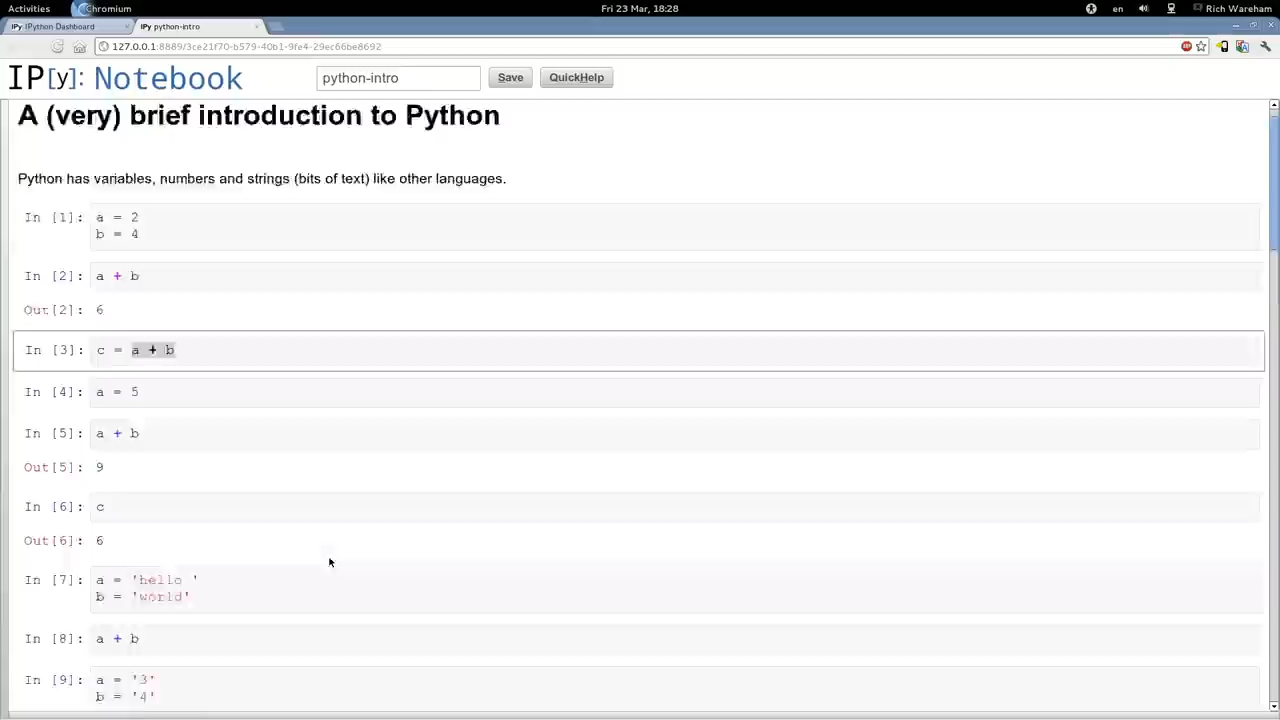 Activities Chromium Fri 23 Mar, 18:28 en Rich Wareham
IPy IPython Dashboard IPy python-intro
127.0.0.1:8889/3ce21f70-b579-40b1-9fe4-29ec66be8692
IP[y]: Notebook python-intro Save QuickHelp
A (very) brief introduction to Python
Python has variables, numbers and strings (bits of text) like other languages.
In [1]: a = 2
b = 4
In [2]: a + b
Out[2]: 6
In [3]: c = a + b
In [4]: a = 5
In [5]: a + b
Out[5]: 9
In [6]: c
Out[6]: 6
In [7]: a = 'hello '
b = 'world'
In [8]: a + b
In [9]: a = '3'
b = '4'